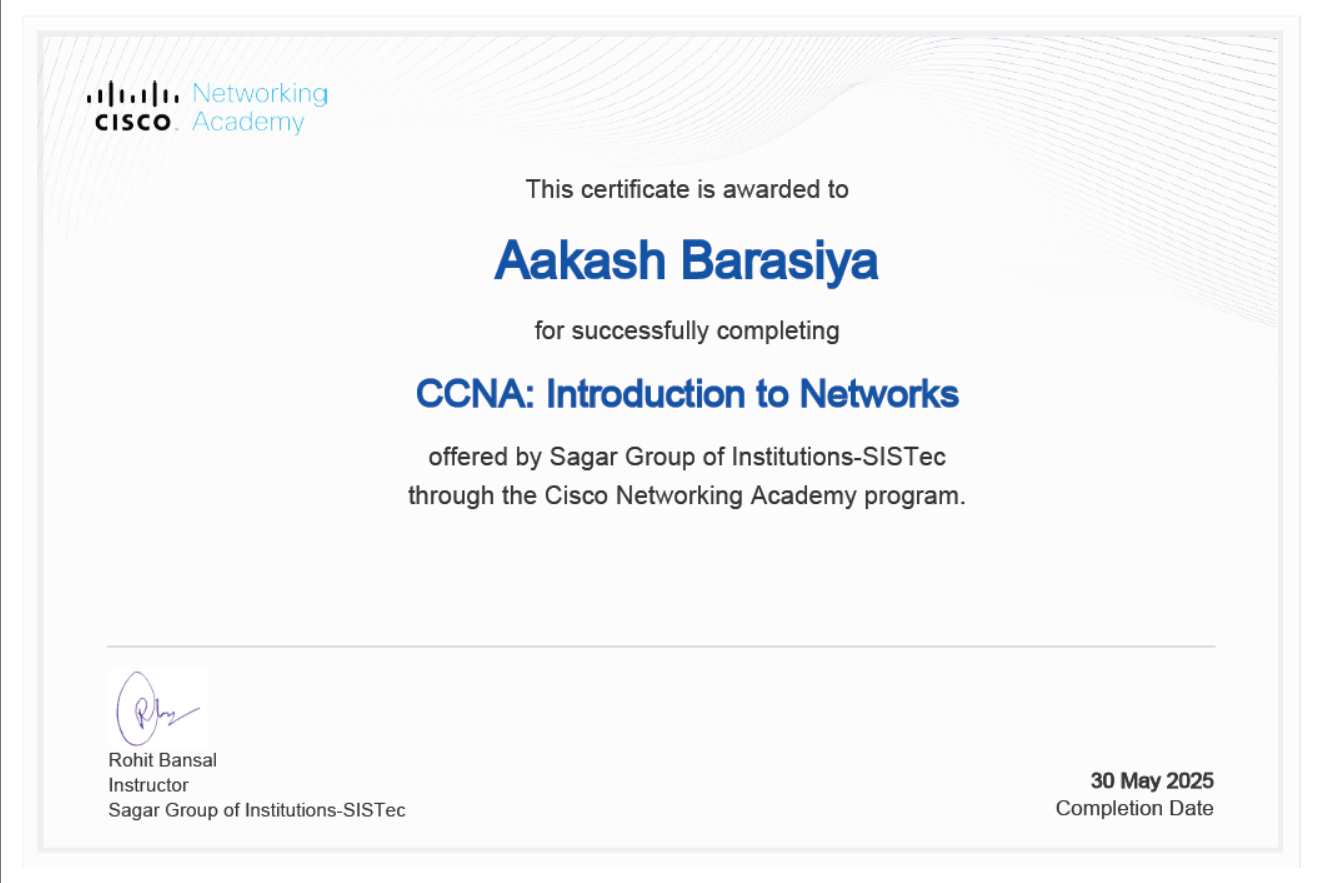 Networking
CISCO Academy
This certificate is awarded to
Aakash Barasiya
for successfully completing
CCNA: Introduction to Networks
offered by Sagar Group of Institutions-SISTec
through the Cisco Networking Academy program.
Rohit Bansal
Instructor
Sagar Group of Institutions-SISTec
30 May 2025
Completion Date